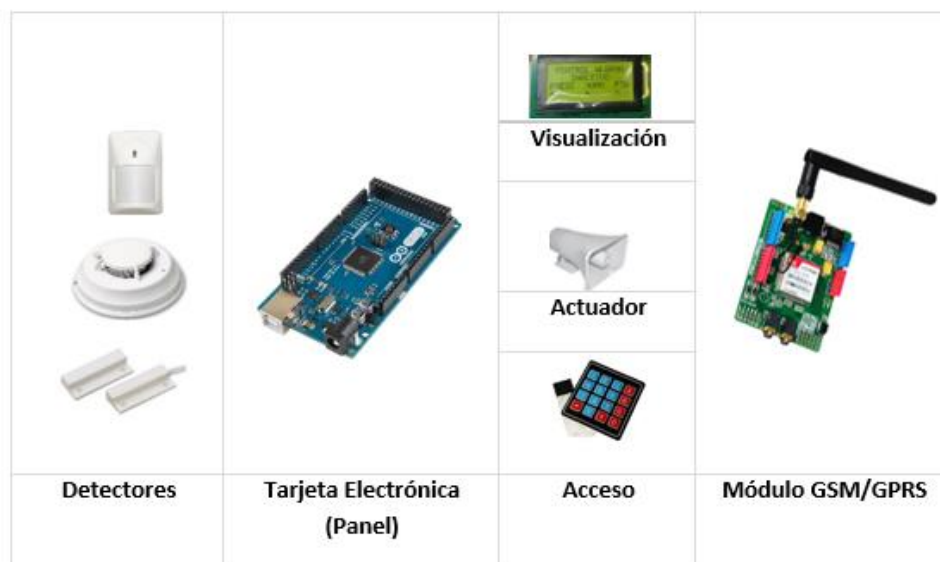 Visualización
Actuador
Detectores
Tarjeta Electrónica
(Panel)
Acceso
Módulo GSM/GPRS